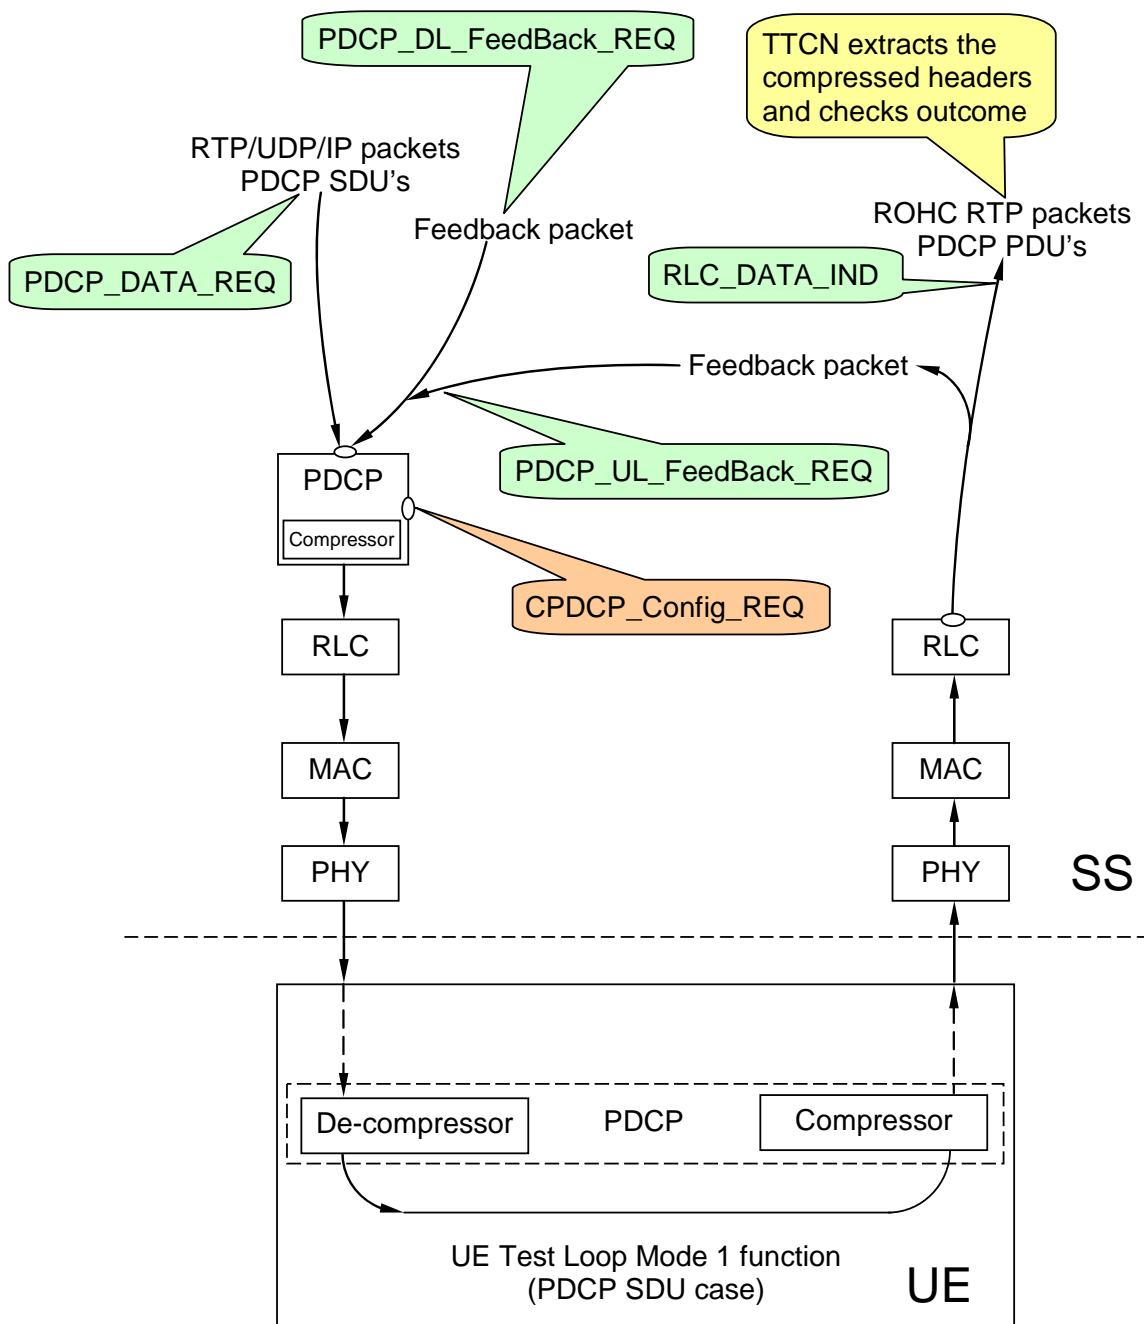 PDCP_DL_FeedBack_REQ
TTCN extracts the
compressed headers
and checks outcome
RTP/UDP/IP packets
PDCP SDU's
Feedback packet
ROHC RTP packets
PDCP PDU's
PDCP_DATA_REQ
RLC_DATA_IND
Feedback packet
PDCP_UL_FeedBack_REQ
PDCP
Compressor
CPDCP_Config_REQ
RLC
RLC
MAC
MAC
PHY
PHY
SS
De-compressor
PDCP
Compressor
UE Test Loop Mode 1 function
(PDCP SDU case)
UE